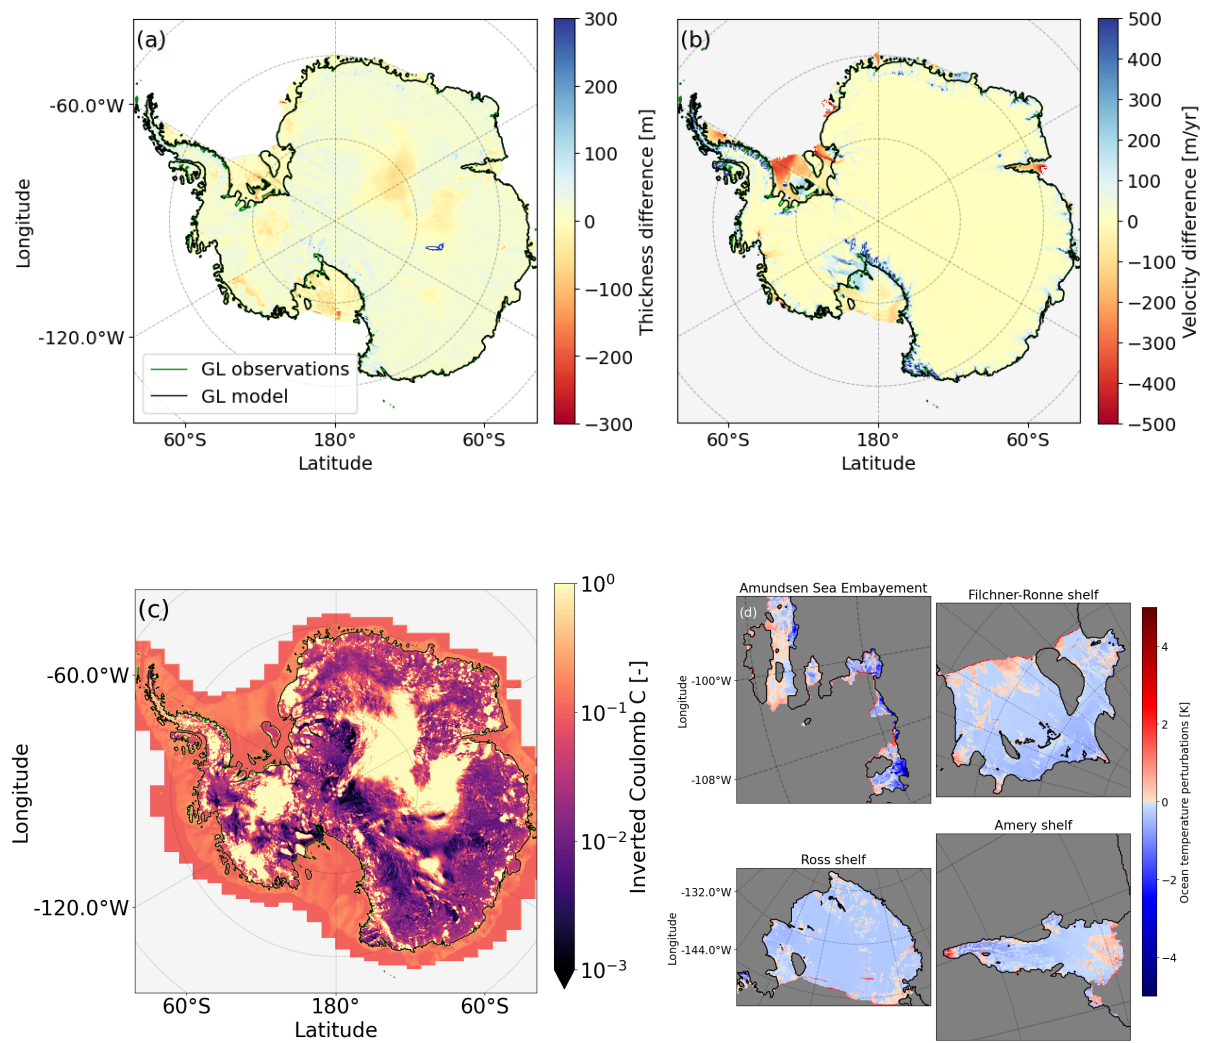 (a)
-60.0°W
-120.0°W
Longitude
GL observations
GL model
60°S
180°
60°S
Latitude
300
200
100
0
−100
−200
−300
Thickness difference [m]
(b)
60°S
180°
60°S
Latitude
500
400
300
200
100
0
−100
−200
−300
−400
−500
Velocity difference [m/yr]
(c)
-60.0°W
-120.0°W
Longitude
60°S
180°
60°S
Latitude
10⁰
10⁻¹
10⁻²
10⁻³
Inverted Coulomb C [-]
Amundsen Sea Embayement
(d)
-100°W
-108°W
Longitude
Filchner-Ronne shelf
Ross shelf
-132.0°W
-144.0°W
Longitude
Amery shelf
4
2
0
−2
−4
Ocean temperature perturbations [K]